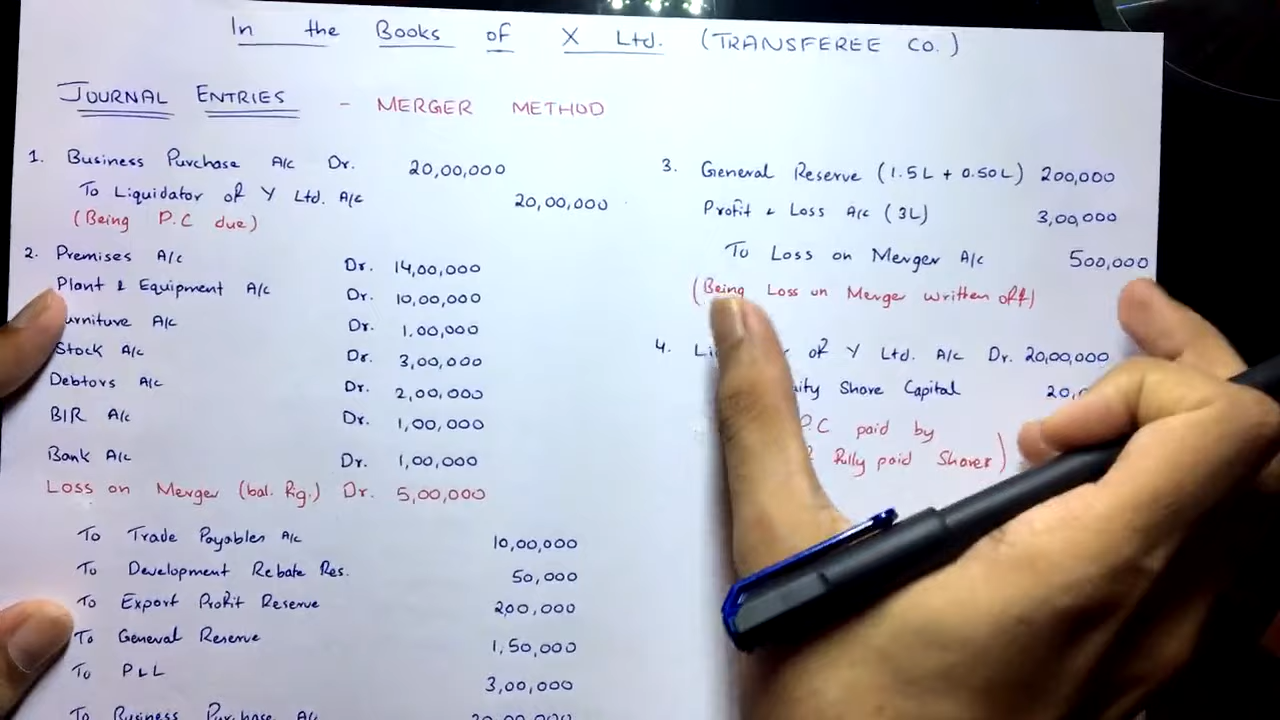 In the Books of X Ltd. (TRANSFEREE CO.)
JOURNAL ENTRIES - MERGER METHOD
1. Business Purchase A/c Dr. 20,00,000
To Liquidator of Y Ltd. A/c 20,00,000
(Being P.C due)
2. Premises A/c Dr. 14,00,000
Plant & Equipment A/c Dr. 10,00,000
urniture A/c Dr. 1.00,000
Stock A/c Dr. 3,00,000
Debtors A/c Dr. 2,00,000
B/R A/c Dr. 1,00,000
Bank A/c Dr. 1,00,000
Loss on Merger (bal. fig.) Dr. 5,00,000
To Trade Payables A/c 10,00,000
To Development Rebate Res. 50,000
To Export Profit Reserve 200,000
To General Reserve 1,50,000
To P&L 3,00,000
To Business Purchase A/c 20,00,000
3. General Reserve (1.5L + 0.50L) 200,000
Profit & Loss A/c (3L) 3,00,000
To Loss on Merger A/c 500,000
(Being Loss on Merger written off)
4. of Y Ltd. A/c Dr. 20,00,000
Share Capital
P.C paid by
fully paid Shares)